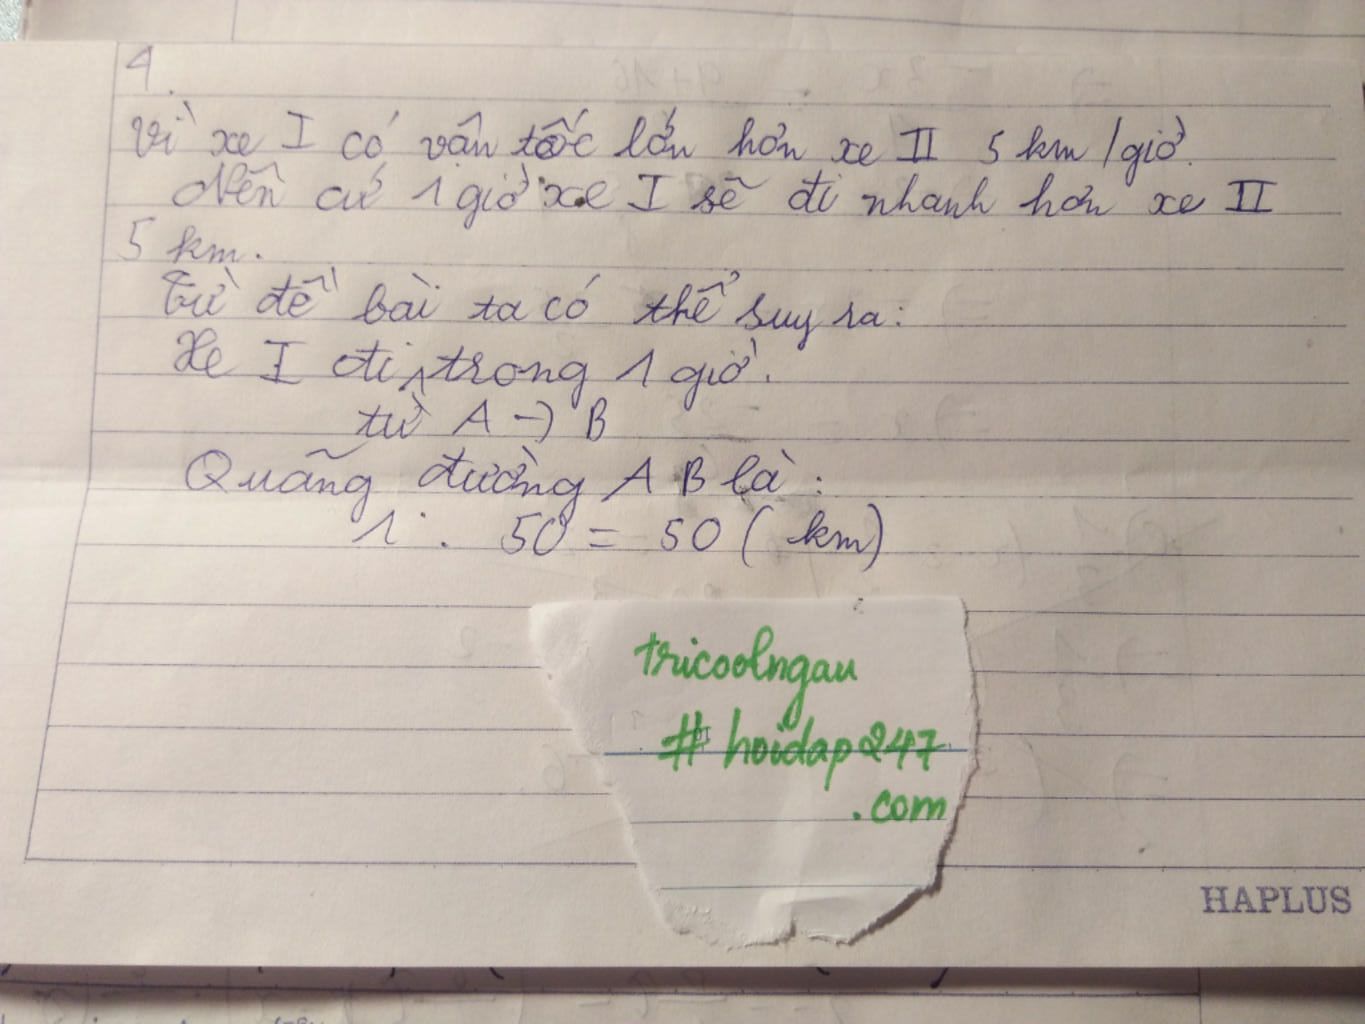 4.
Vì xe I có vận tốc lớn hơn xe II 5 km/giờ.
Nên cứ 1 giờ xe I sẽ đi nhanh hơn xe II
5 km.
Từ đề bài ta có thể suy ra:
Xe I đi trong 1 giờ.
từ A → B
Quãng đường AB là:
1 . 50 = 50 (km)
tricoolngau
# hoidap247
.com
HAPLUS